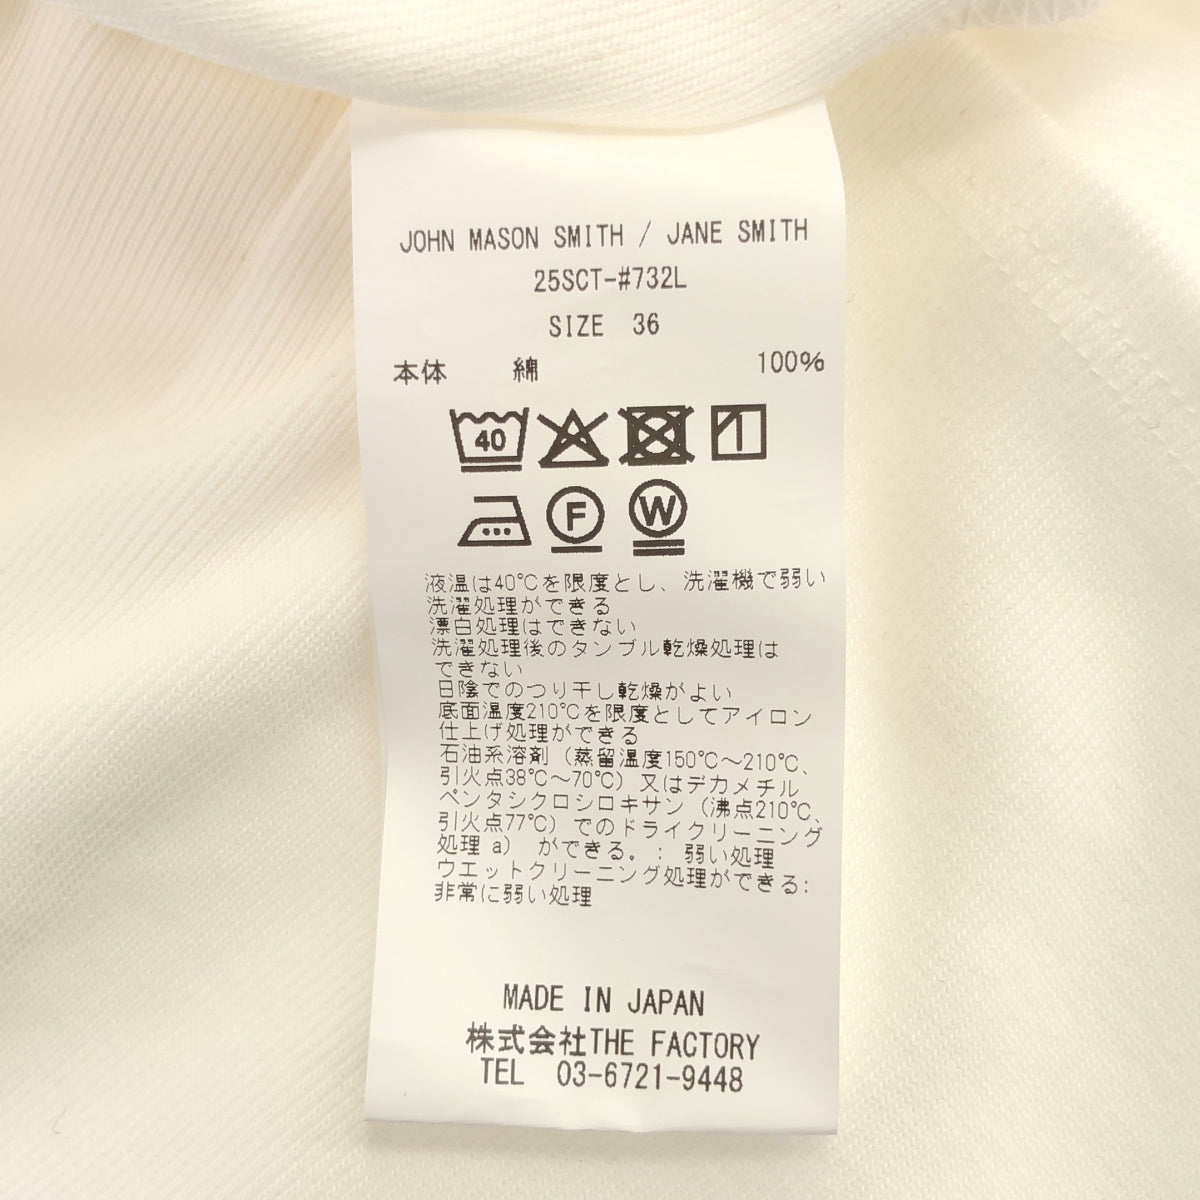 JOHN MASON SMITH / JANE SMITH
25SCT-#732L
SIZE 36
本体 綿 100%
40
F W
液温は40℃を限度とし、洗濯機で弱い
洗濯処理ができる
漂白処理はできない
洗濯処理後のタンブル乾燥処理は
できない
日陰でのつり干し乾燥がよい
底面温度210℃を限度としてアイロン
仕上げ処理ができる
石油系溶剤（蒸留温度150℃～210℃、
引火点38℃～70℃）又はデカメチル
ペンタシクロシロキサン（沸点210℃、
引火点77℃）でのドライクリーニング
処理 a） ができる。： 弱い処理
ウエットクリーニング処理ができる:
非常に弱い処理
MADE IN JAPAN
株式会社THE FACTORY
TEL 03-6721-9448